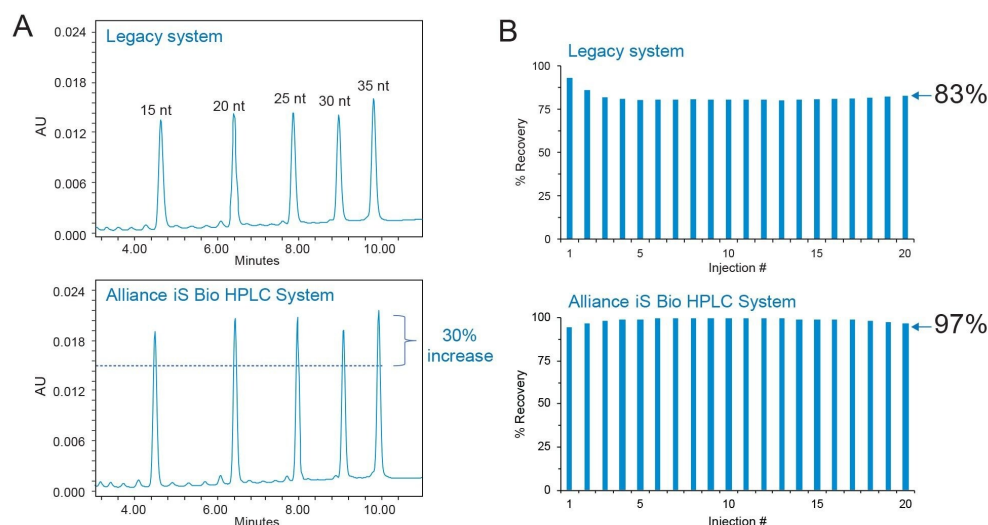 A
Legacy system
0.024
0.018
0.012
0.006
0.000
AU
15 nt
20 nt
25 nt
30 nt
35 nt
4.00
6.00
8.00
10.00
Minutes
Alliance iS Bio HPLC System
0.024
0.018
0.012
0.006
0.000
AU
30%
increase
4.00
6.00
8.00
10.00
Minutes
B
Legacy system
100
75
50
25
0
% Recovery
83%
1
5
10
15
20
Injection #
Alliance iS Bio HPLC System
100
75
50
25
0
% Recovery
97%
1
5
10
15
20
Injection #